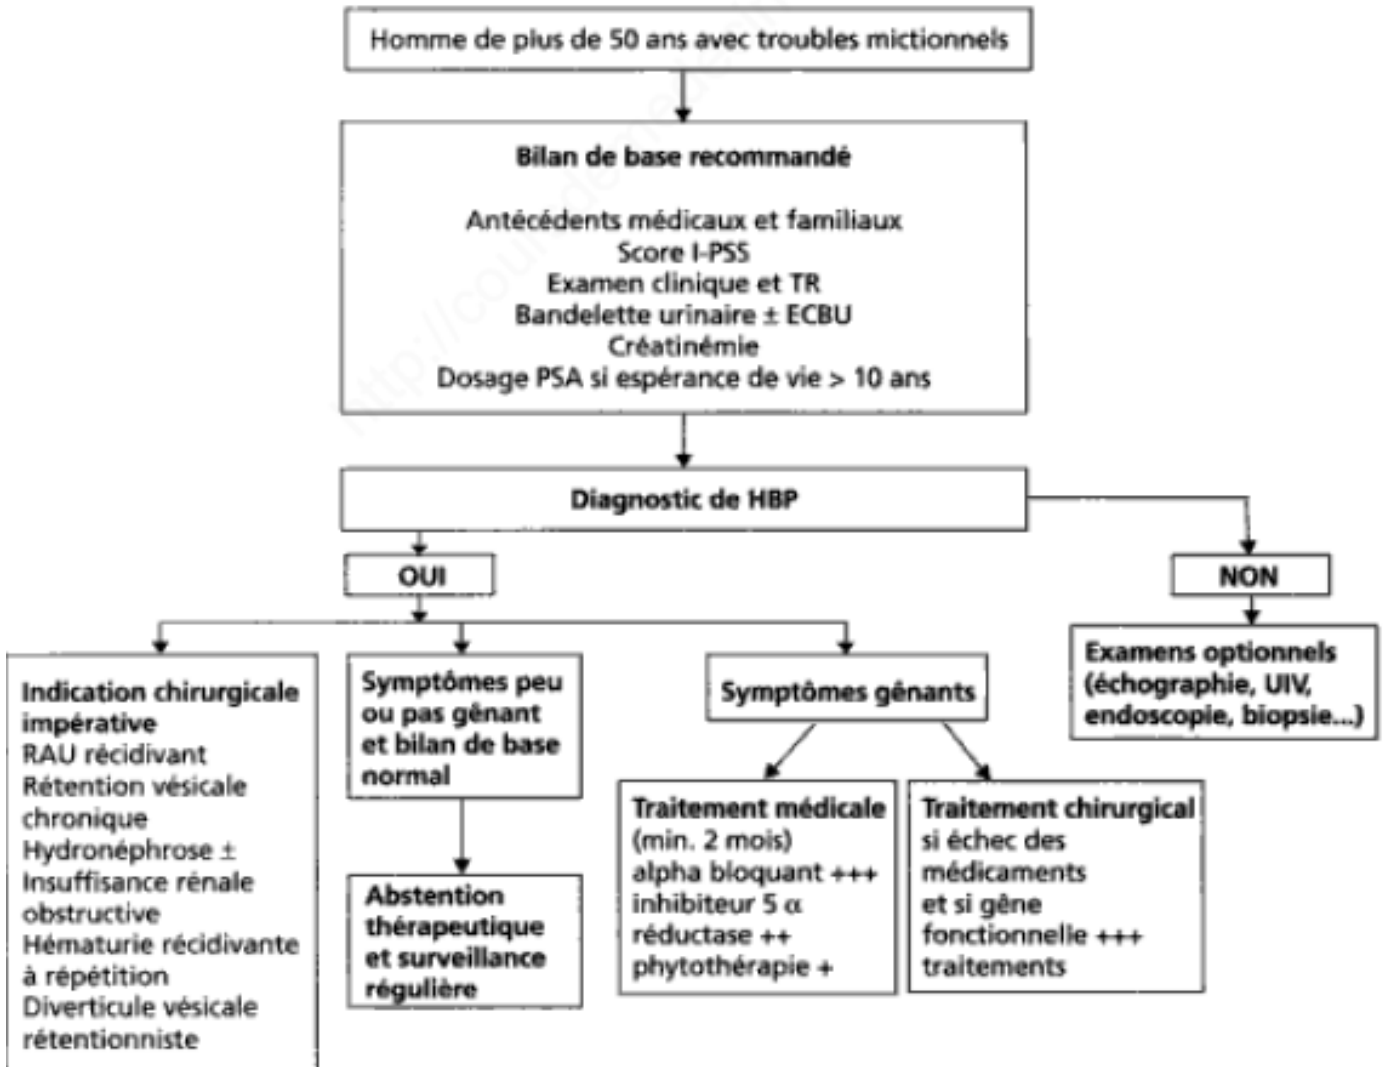 Homme de plus de 50 ans avec troubles mictionnels
Bilan de base recommandé
Antécédents médicaux et familiaux
Score I-PSS
Examen clinique et TR
Bandelette urinaire ± ECBU
Créatinémie
Dosage PSA si espérance de vie > 10 ans
Diagnostic de HBP
OUI
NON
Indication chirurgicale
impérative
RAU récidivant
Rétention vésicale
chronique
Hydronéphrose ±
Insuffisance rénale
obstructive
Hématurie récidivante
à répétition
Diverticule vésicale
rétentionniste
Symptômes peu
ou pas gênant
et bilan de base
normal
Abstention
thérapeutique
et surveillance
régulière
Symptômes gênants
Traitement médicale
(min. 2 mois)
alpha bloquant +++
inhibiteur 5 α
réductase ++
phytothérapie +
Traitement chirurgical
si échec des
médicaments
et si gêne
fonctionnelle +++
traitements
Examens optionnels
(échographie, UIV,
endoscopie, biopsie...)